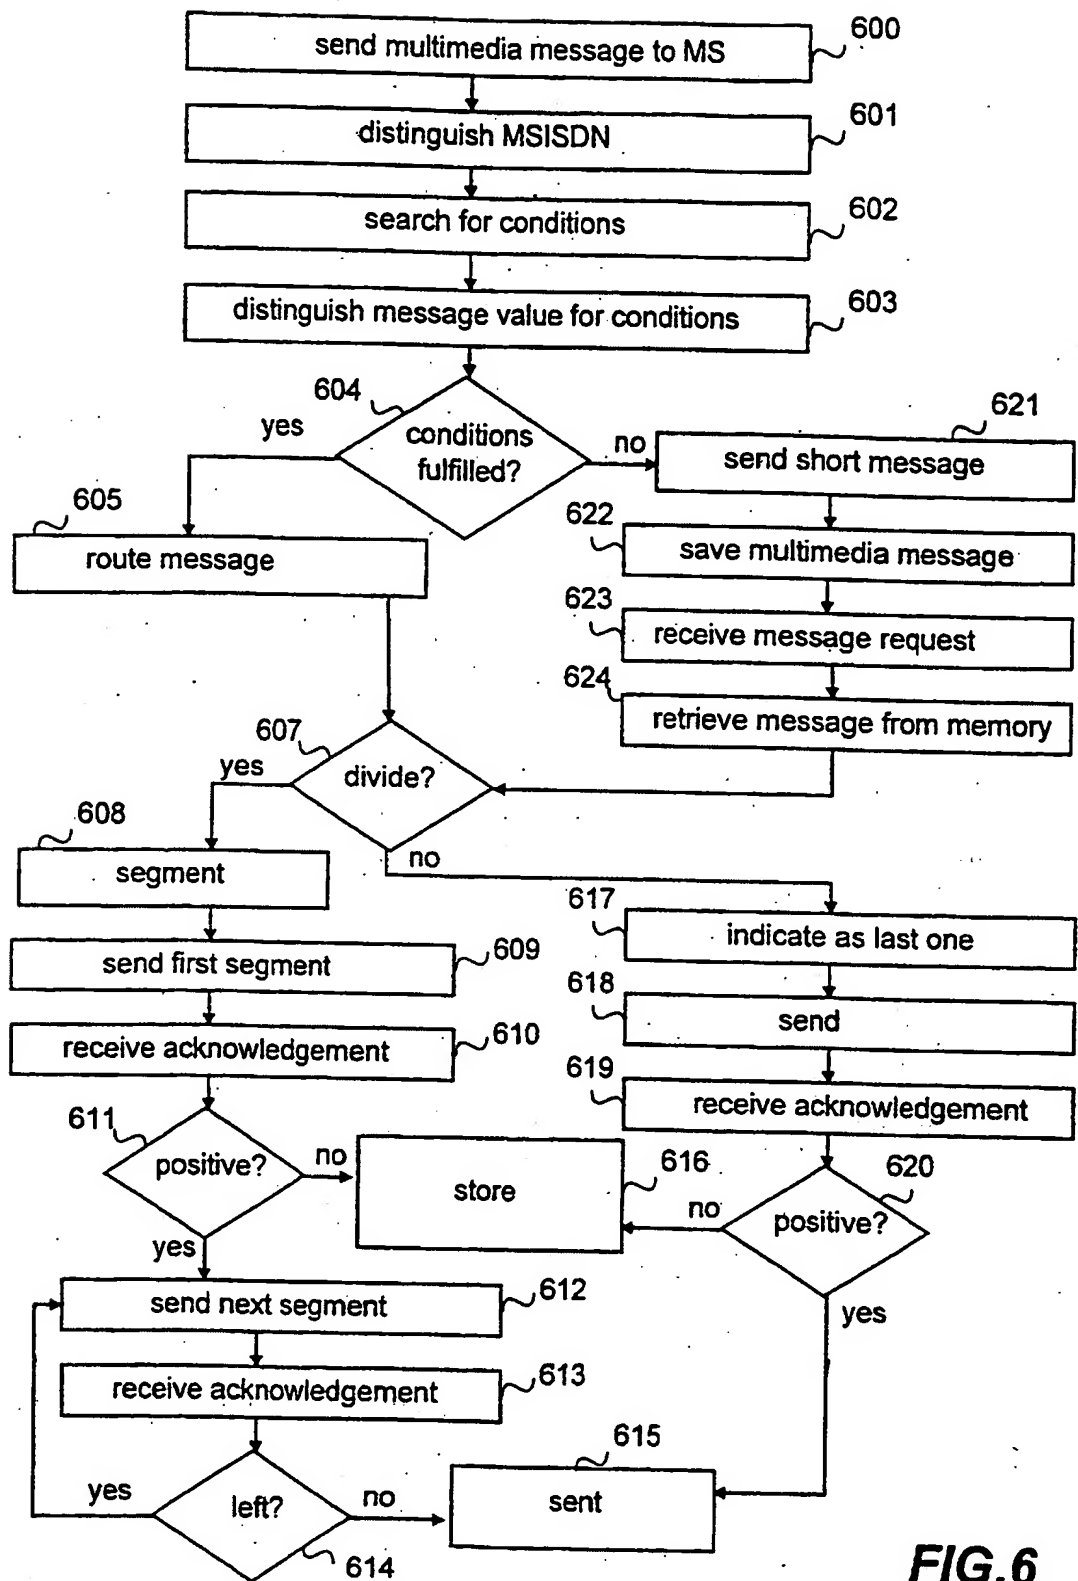 send multimedia message to MS
600
distinguish MSISDN
601
search for conditions
602
distinguish message value for conditions
603
604
conditions
fulfilled?
yes
no
621
send short message
605
route message
622
save multimedia message
623
receive message request
624
retrieve message from memory
607
divide?
yes
no
608
segment
617
indicate as last one
send first segment
609
618
send
receive acknowledgement
610
619
receive acknowledgement
611
positive?
no
yes
store
616
620
positive?
no
yes
send next segment
612
receive acknowledgement
613
left?
yes
no
614
615
sent
FIG.6